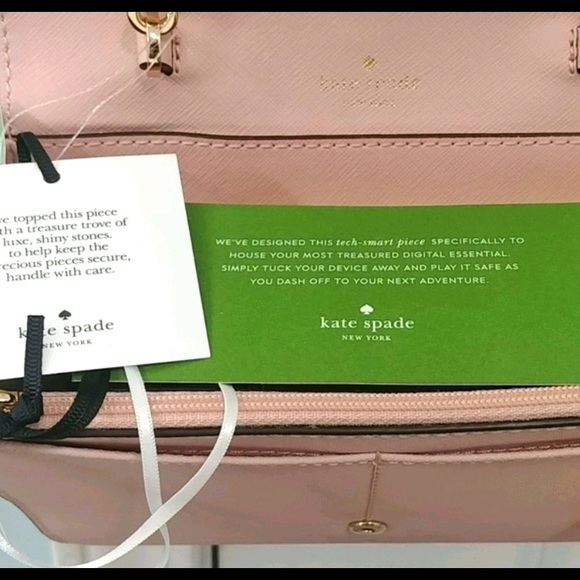 kate spade
NEW YORK
e topped this piece
th a treasure trove of
luxe, shiny stones.
to help keep the
recious pieces secure,
handle with care.
kate spade
NEW YORK
WE'VE DESIGNED THIS tech-smart piece SPECIFICALLY TO
HOUSE YOUR MOST TREASURED DIGITAL ESSENTIAL.
SIMPLY TUCK YOUR DEVICE AWAY AND PLAY IT SAFE AS
YOU DASH OFF TO YOUR NEXT ADVENTURE.
kate spade
NEW YORK